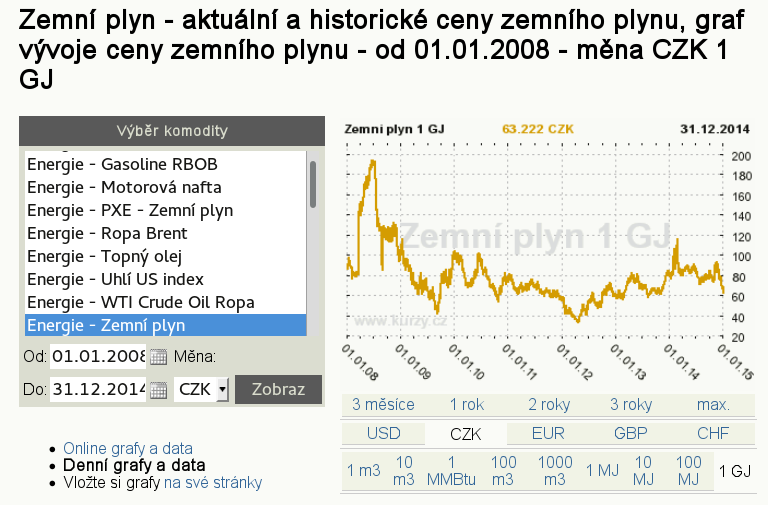 Zemní plyn - aktuální a historické ceny zemního plynu, graf
vývoje ceny zemního plynu - od 01.01.2008 - měna CZK 1
GJ
Výběr komodity
Energie - Gasoline RBOB
Energie - Motorová nafta
Energie - PXE - Zemní plyn
Energie - Ropa Brent
Energie - Topný olej
Energie - Uhlí US index
Energie - WTI Crude Oil Ropa
Energie - Zemní plyn
Od: 01.01.2008 Měna:
Do: 31.12.2014 CZK Zobraz
Online grafy a data
Denní grafy a data
Vložte si grafy na své stránky
Zemní plyn 1 GJ 63.222 CZK 31.12.2014
200
180
160
140
120
100
80
60
40
20
Zemní plyn 1 GJ
www.kurzy.cz
01.01.08 01.01.09 01.01.10 01.01.11 01.01.12 01.01.13 01.01.14 01.01.15
3 měsíce 1 rok 2 roky 3 roky max.
USD CZK EUR GBP CHF
1 m3 10 m3 1 MMBtu 100 m3 1000 m3 1 MJ 10 MJ 100 MJ 1 GJ